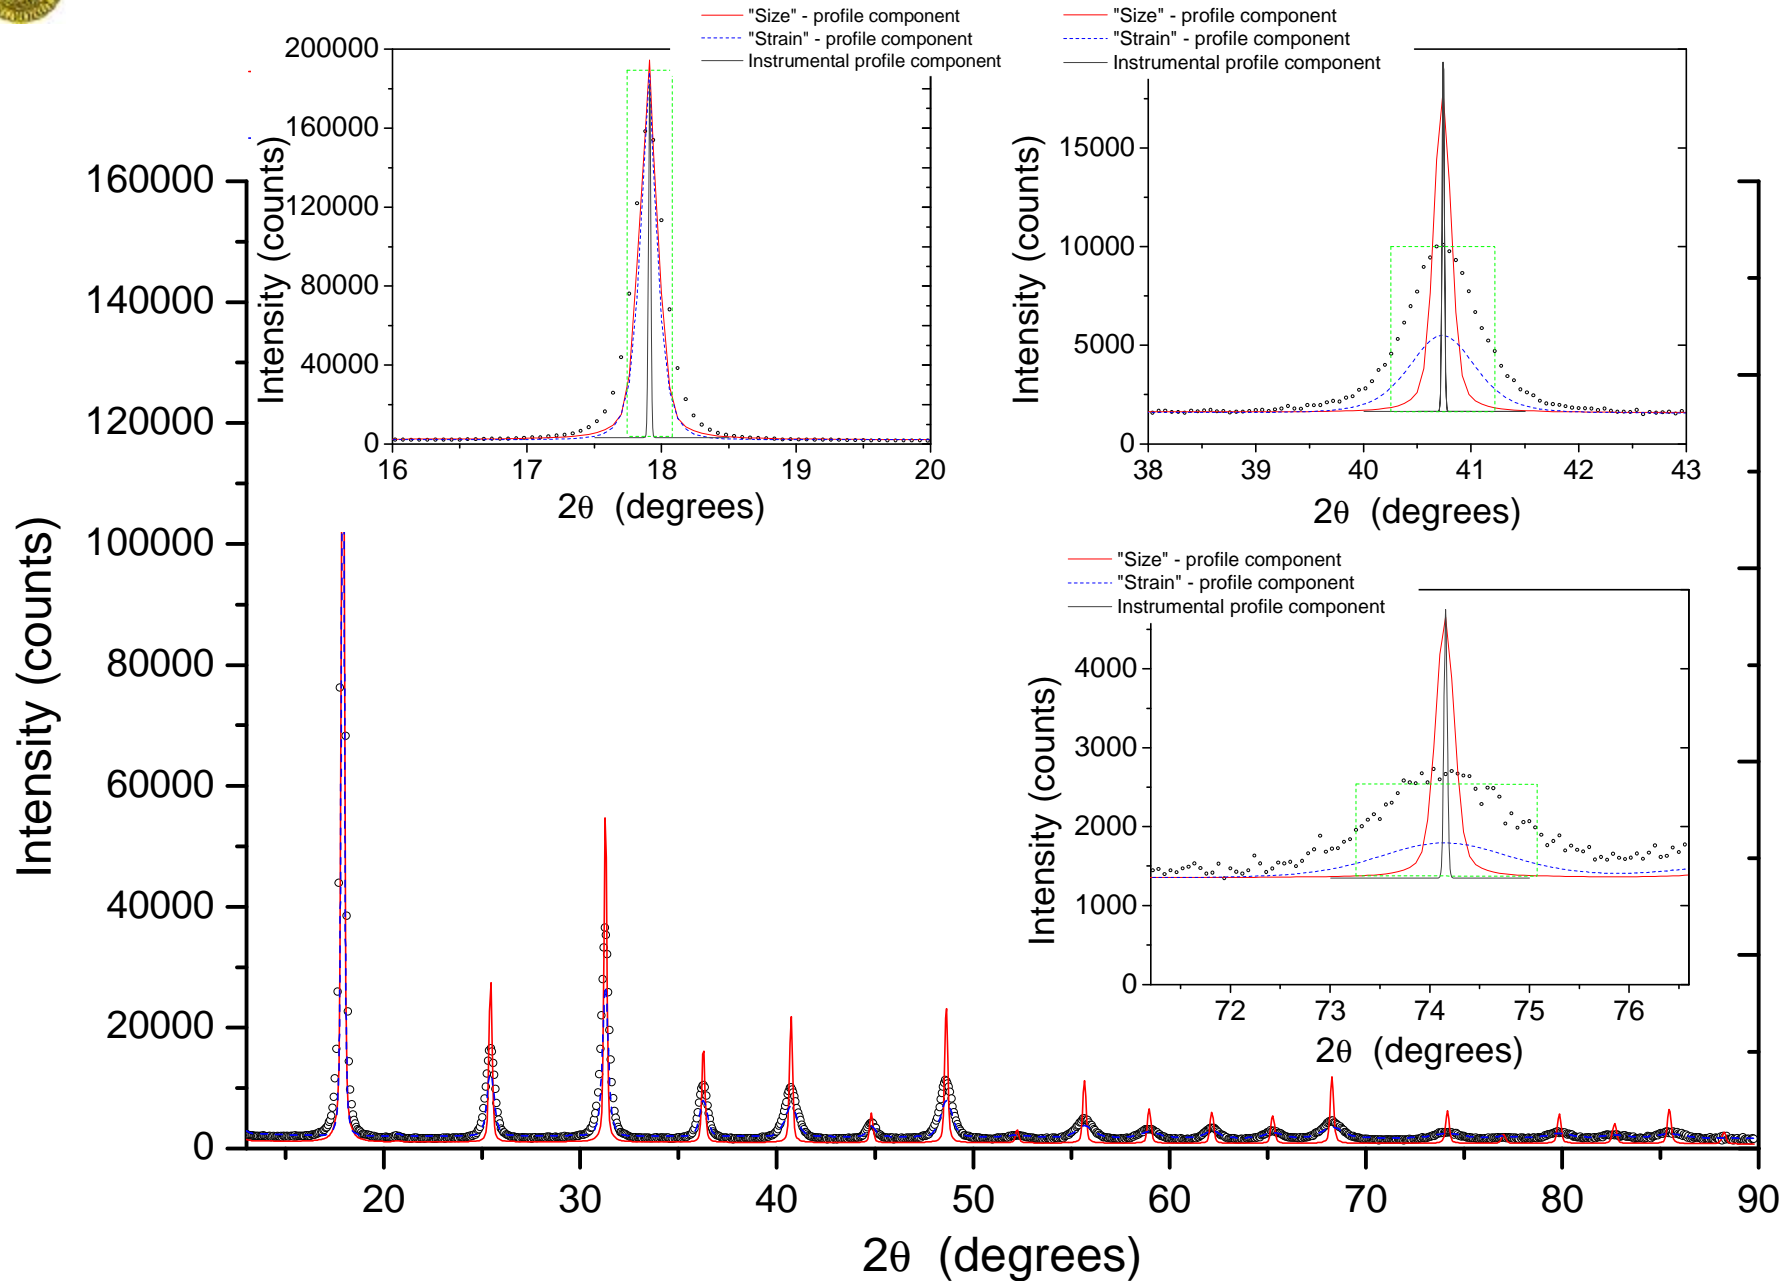 "Size" - profile component
"Strain" - profile component
Instrumental profile component
200000
160000
120000
80000
40000
0
16 17 18 19 20
Intensity (counts)
2θ (degrees)
"Size" - profile component
"Strain" - profile component
Instrumental profile component
15000
10000
5000
0
38 39 40 41 42 43
Intensity (counts)
2θ (degrees)
"Size" - profile component
"Strain" - profile component
Instrumental profile component
4000
3000
2000
1000
0
72 73 74 75 76
Intensity (counts)
2θ (degrees)
160000
140000
120000
100000
80000
60000
40000
20000
0
20 30 40 50 60 70 80 90
Intensity (counts)
2θ (degrees)